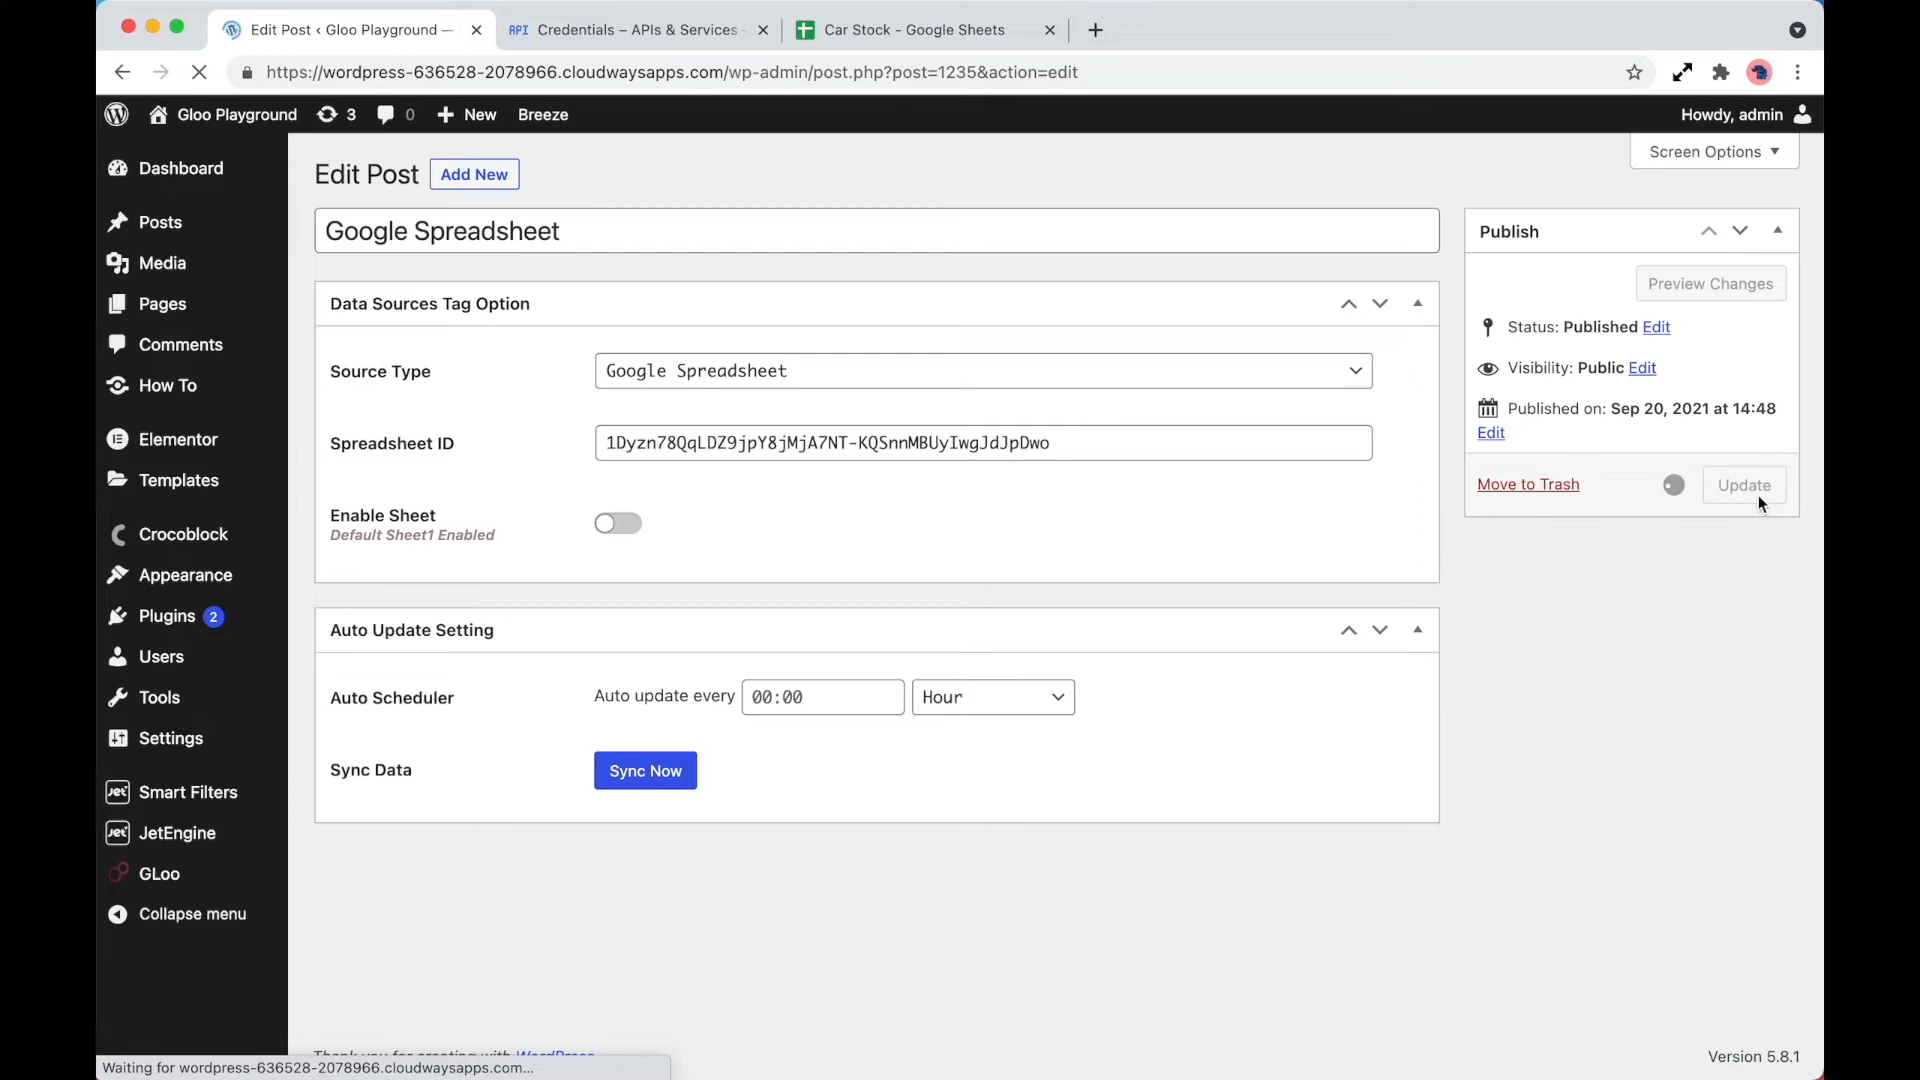 Edit Post ‹ Gloo Playground —
API Credentials – APIs & Services
Car Stock - Google Sheets
https://wordpress-636528-2078966.cloudwaysapps.com/wp-admin/post.php?post=1235&action=edit
Gloo Playground 3 0 New Breeze Howdy, admin
Screen Options
Dashboard
Posts
Media
Pages
Comments
How To
Elementor
Templates
Crocoblock
Appearance
Plugins 2
Users
Tools
Settings
Jet Smart Filters
Jet JetEngine
GLoo
Collapse menu
Edit Post Add New
Google Spreadsheet
Data Sources Tag Option
Source Type Google Spreadsheet
Spreadsheet ID 1Dyzn78QqLDZ9jpY8jMjA7NT-KQSnnMBUyIwgJdJpDwo
Enable Sheet
Default Sheet1 Enabled
Auto Update Setting
Auto Scheduler Auto update every 00:00 Hour
Sync Data Sync Now
Publish
Preview Changes
Status: Published Edit
Visibility: Public Edit
Published on: Sep 20, 2021 at 14:48
Edit
Move to Trash Update
Thank you for creating with WordPress
Version 5.8.1
Waiting for wordpress-636528-2078966.cloudwaysapps.com...